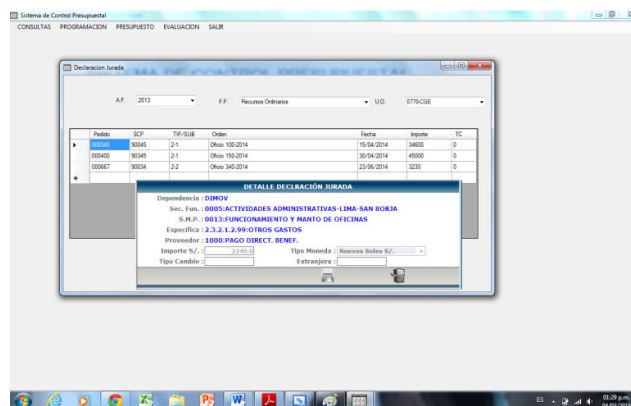 Sistema de Control Presupuestal
CONSULTAS PROGRAMACION PRESUPUESTO EVALUACION SALIR
Declaracion Jurada
SISTEMA DE CONTROL PRESUPUESTAL
A.F. 2013 F.F: Recursos Ordinarios U.O. 0770-CGE
Pedido SCP TIP/SUB Orden Fecha Importe TC
000345 90045 2-1 Oficio 100-2014 15/04/2014 34600 0
000400 90345 2-1 Oficio 150-2014 30/04/2014 45000 0
000667 90034 2-2 Oficio 340-2014 23/06/2014 3230 0
DETALLE DECLRACIÓN JURADA
Dependencia : DIMOV
Sec. Fun. : 0005:ACTIVIDADES ADMINISTRATIVAS-LIMA-SAN BORJA
S.M.P. : 0013:FUNCIONAMIENTO Y MANTO DE OFICINAS
Especifica : 2.3.2.1.2.99:OTROS GASTOS
Proveedor : 1000:PAGO DIRECT. BENEF.
Importe S/. : 2240.0 Tipo Moneda : Nuevos Soles S/.
Tipo Cambio : Extranjera :
ES 01:29 p.m.